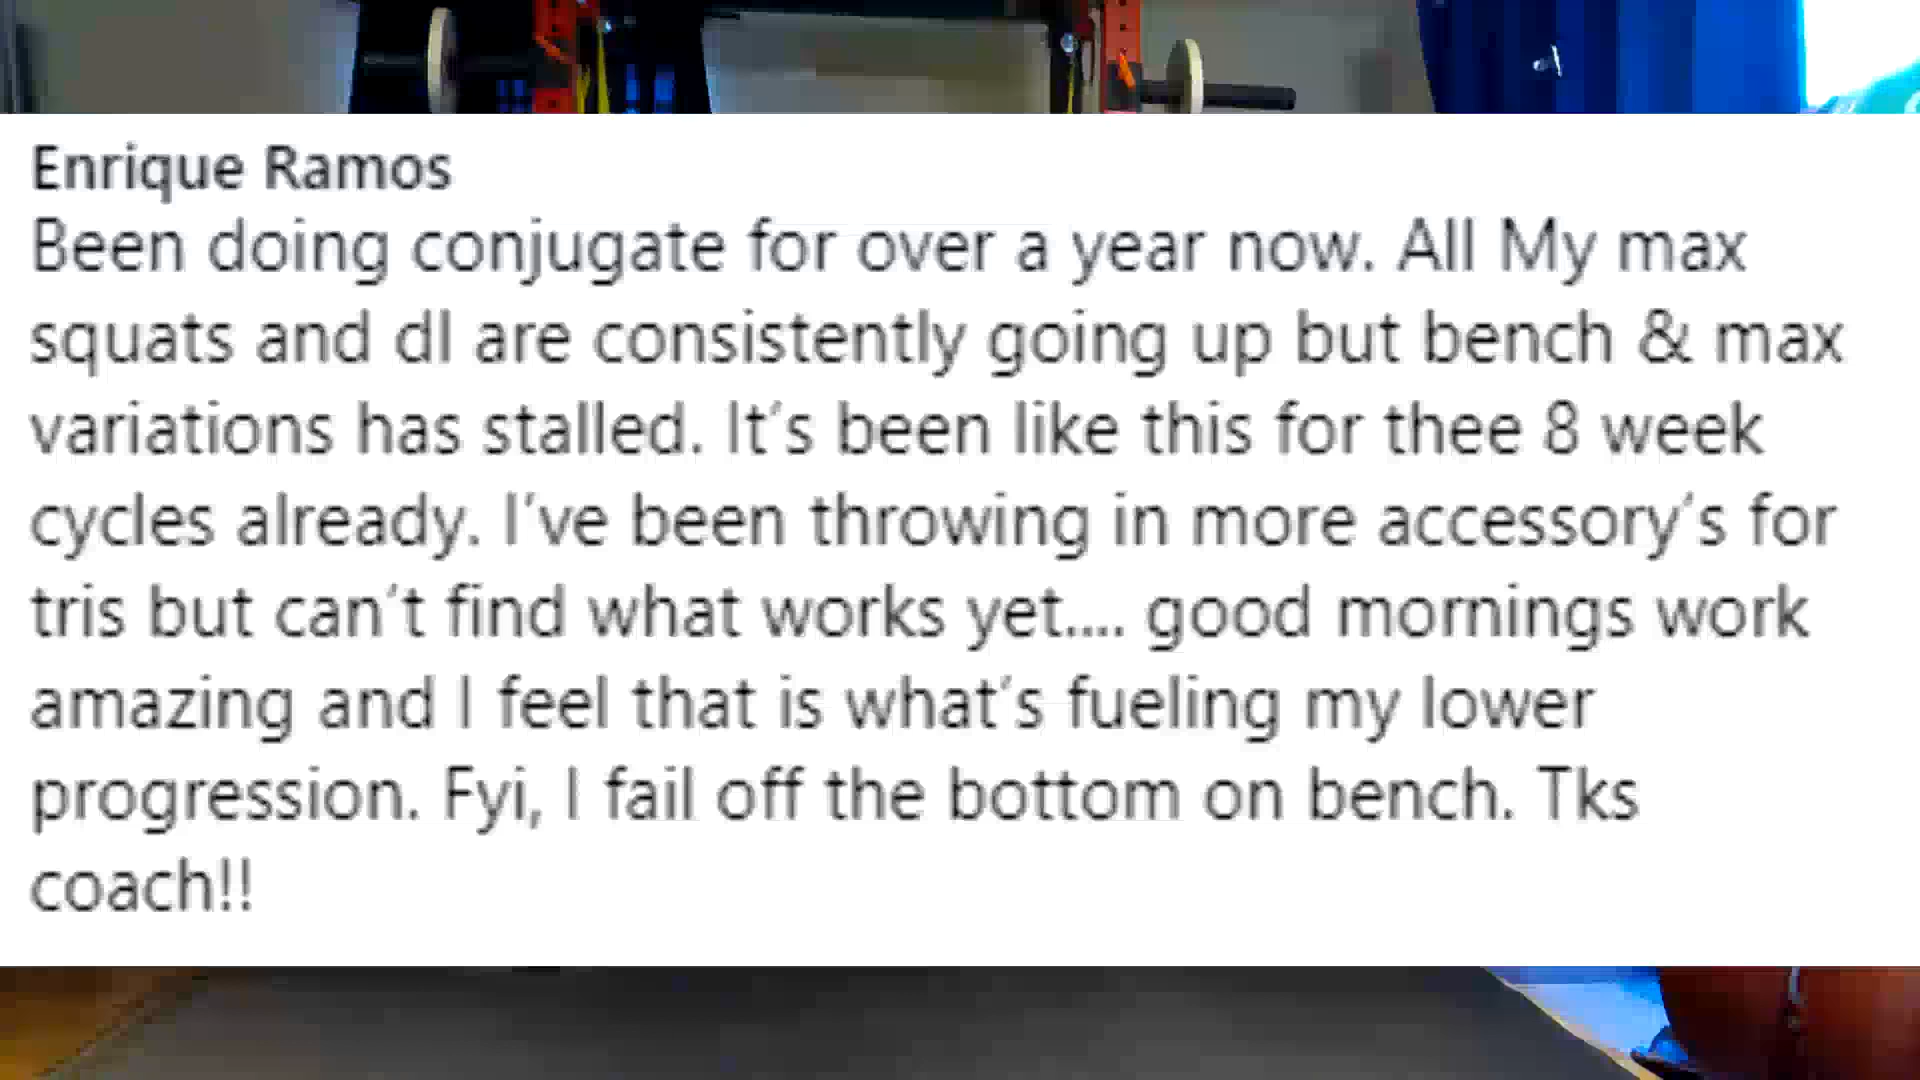 Enrique Ramos
Been doing conjugate for over a year now. All My max
squats and dl are consistently going up but bench & max
variations has stalled. It's been like this for thee 8 week
cycles already. I've been throwing in more accessory's for
tris but can't find what works yet.... good mornings work
amazing and I feel that is what's fueling my lower
progression. Fyi, I fail off the bottom on bench. Tks
coach!!